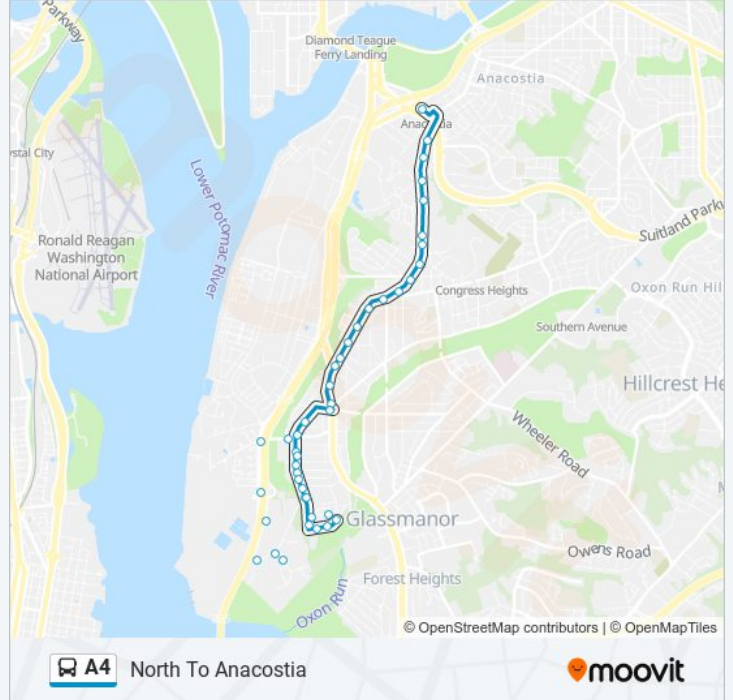 Parkway
Diamond Teague
Ferry Landing
Anacostia
Anacostia
ystal City
Lower Potomac River
Suitland Parkw
Ronald Reagan
Washington
National Airport
Congress Heights
Oxon Run Hil
Southern Avenue
Hillcrest He
Wheeler Road
Glassmanor
Owens Road
Forest Heights
Oxon Run
© OpenStreetMap contributors | © OpenMapTiles
A4 North To Anacostia
moovit